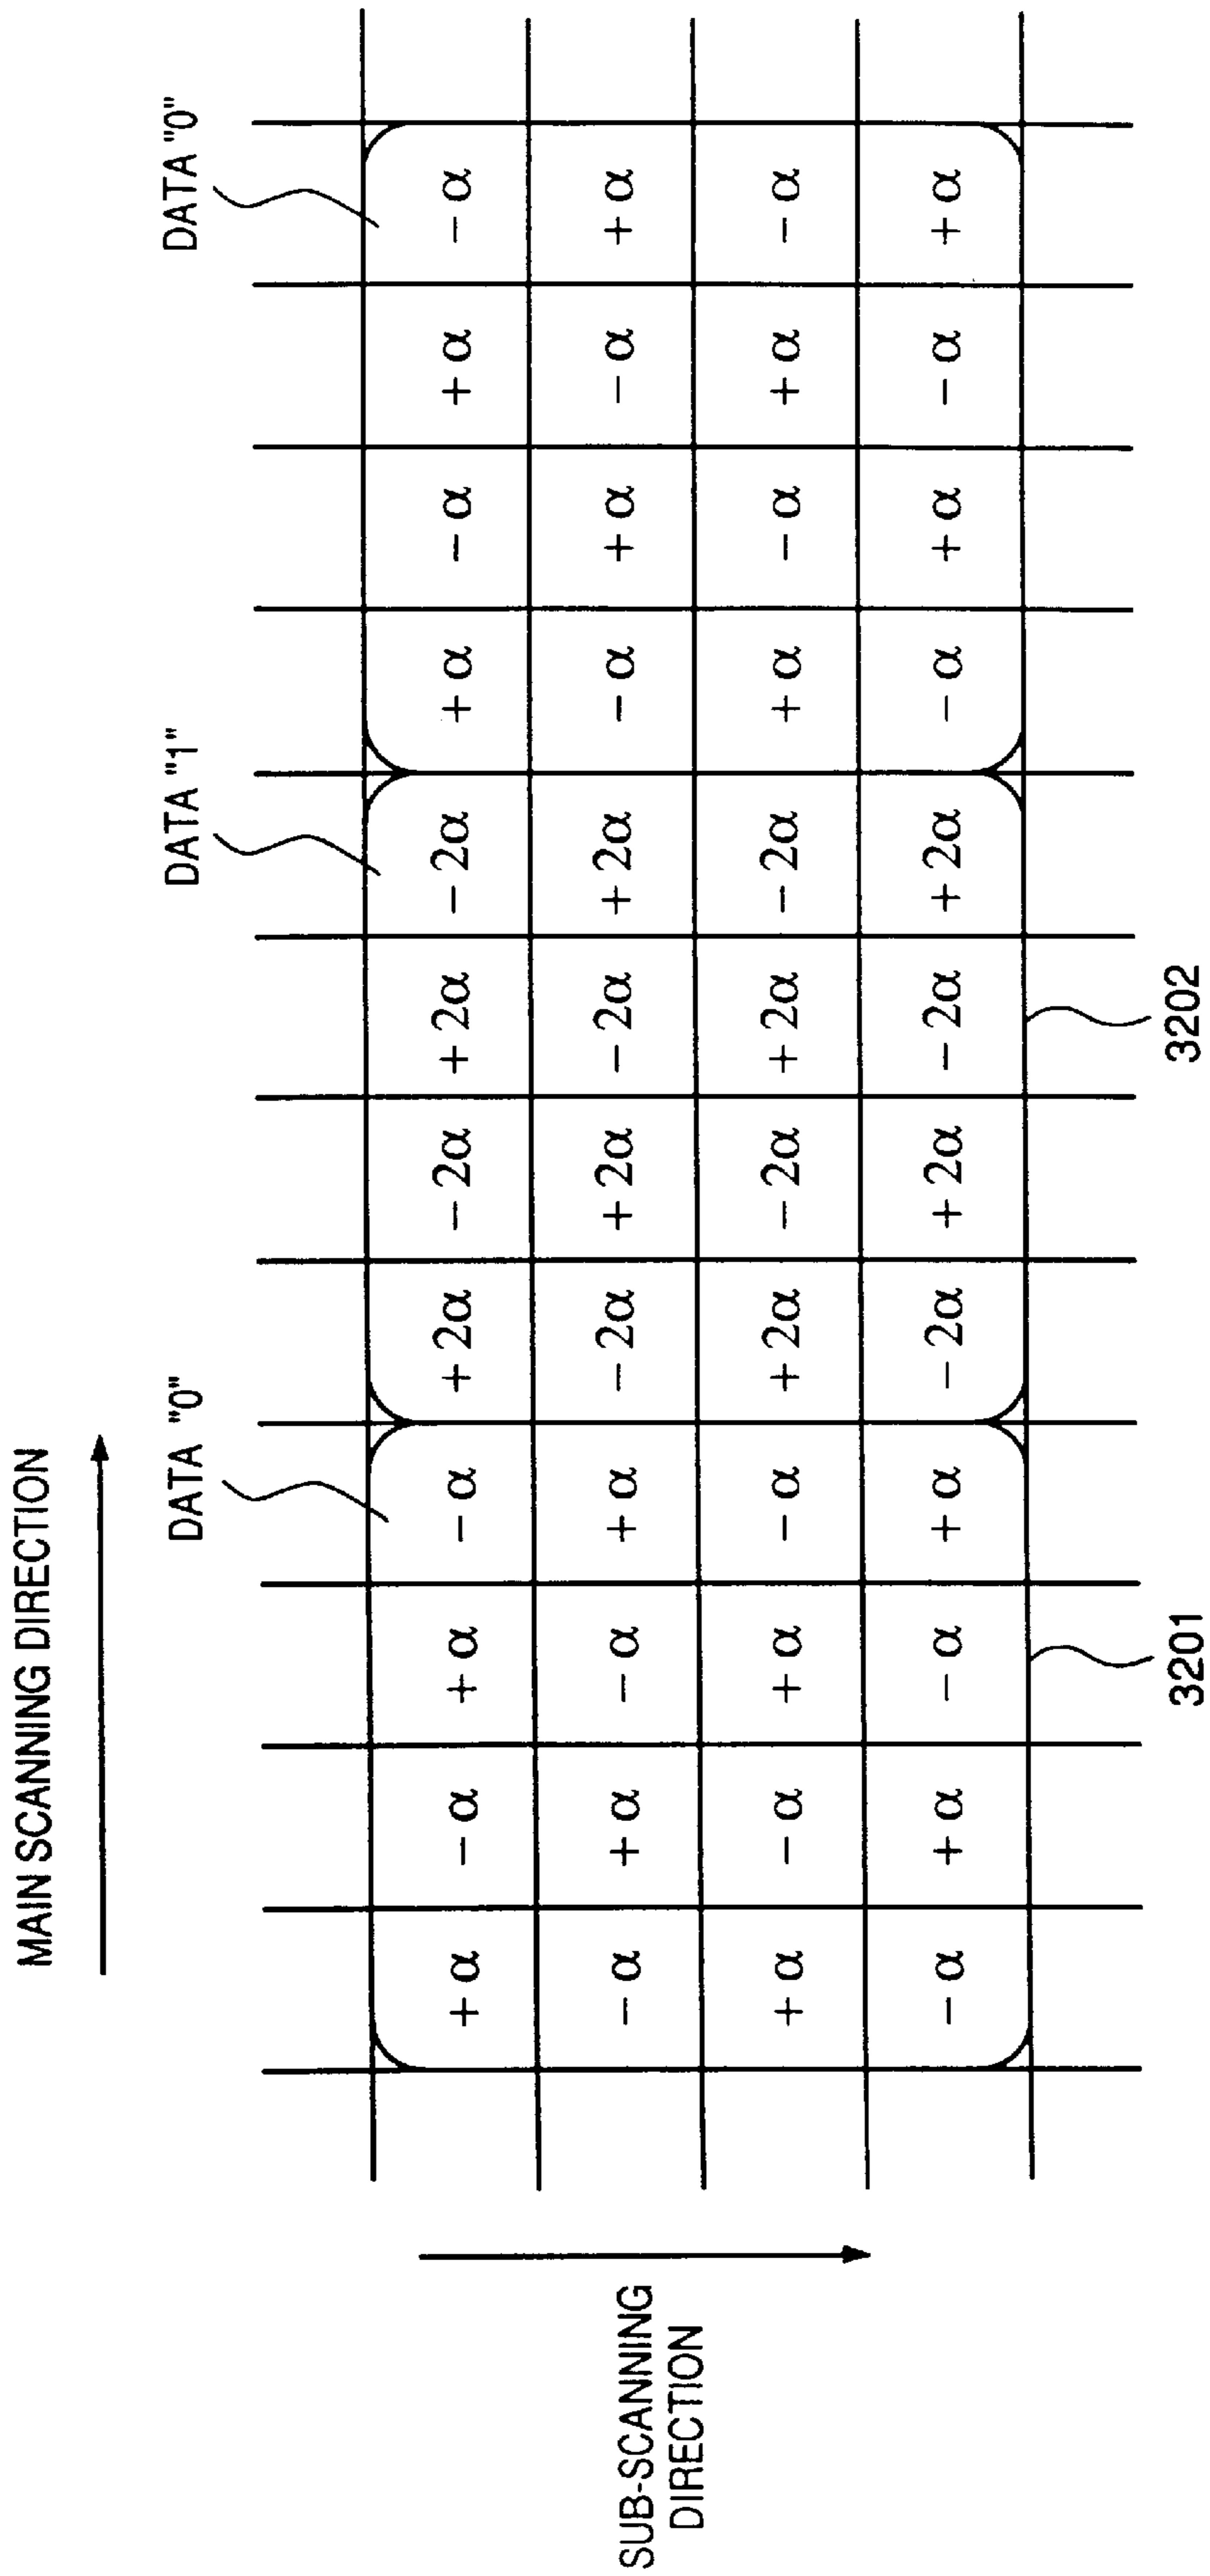 MAIN SCANNING DIRECTION
DATA "0"
DATA "1"
DATA "0"
+α −α +α −α +2α −2α +2α −2α +α −α +α −α
−α +α −α +α −2α +2α −2α +2α −α +α −α +α
+α −α +α −α +2α −2α +2α −2α +α −α +α −α
−α +α −α +α −2α +2α −2α +2α −α +α −α +α
SUB-SCANNING
DIRECTION
3201
3202